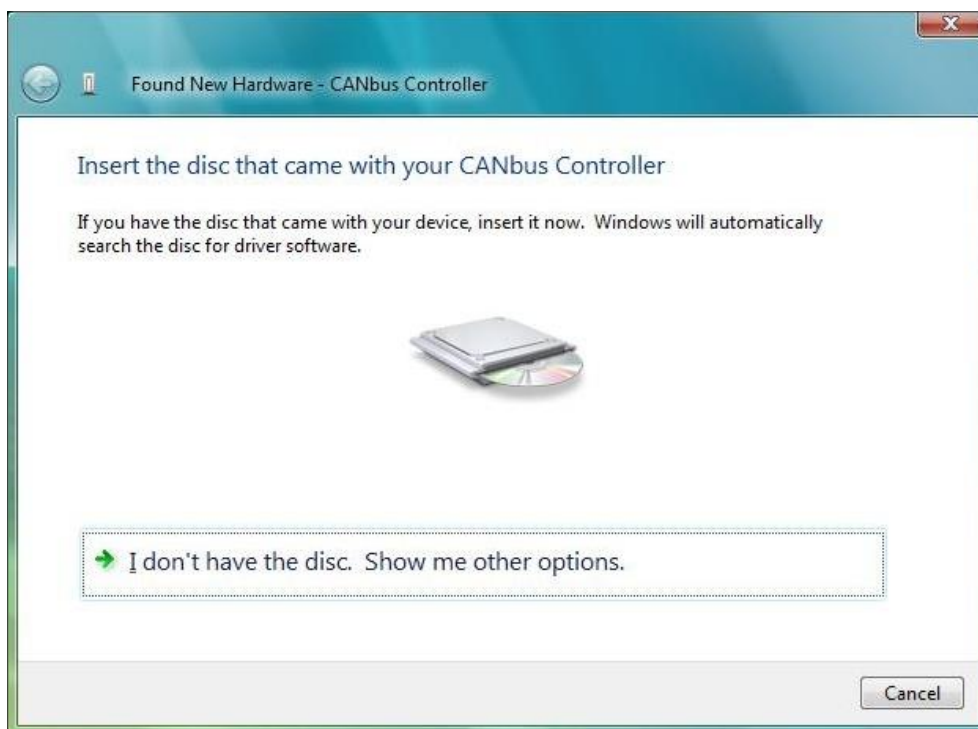 Found New Hardware - CANbus Controller
Insert the disc that came with your CANbus Controller
If you have the disc that came with your device, insert it now.  Windows will automatically
search the disc for driver software.
I don't have the disc.  Show me other options.
Cancel